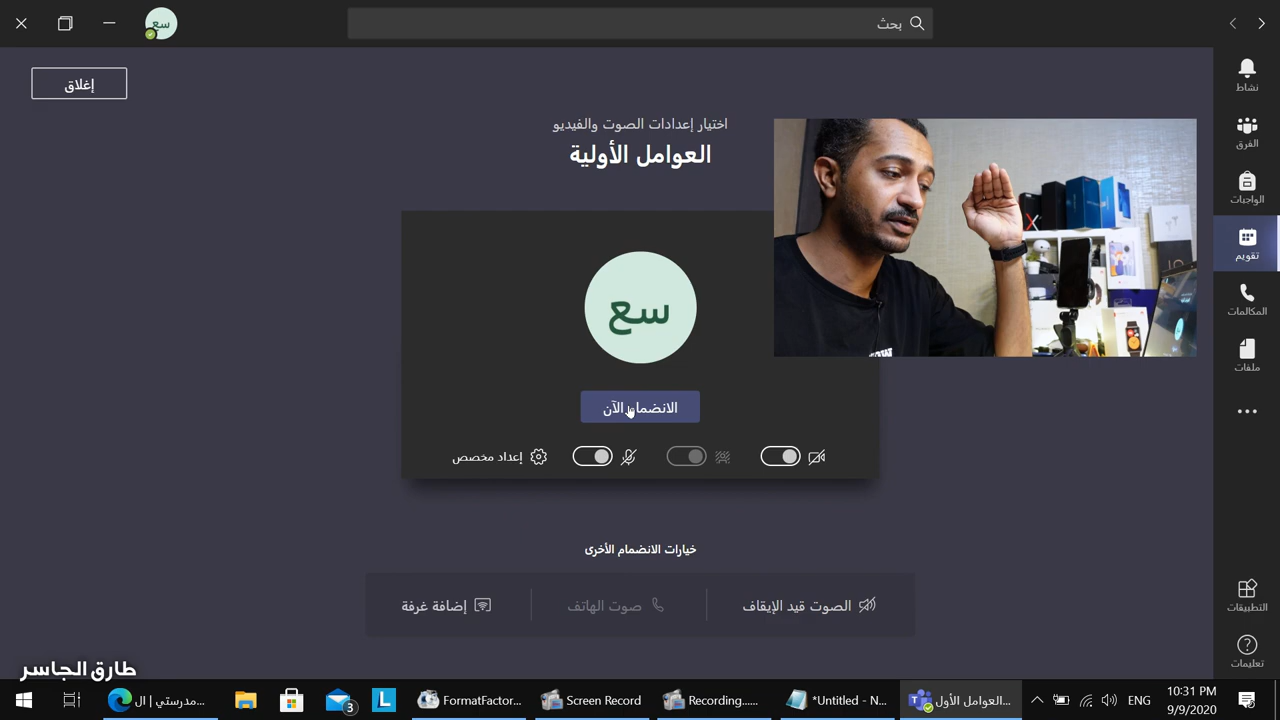 سع
بحث
إغلاق
نشاط
الفرق
الواجبات
تقويم
المكالمات
ملفات
التطبيقات
تعليمات
اختيار إعدادات الصوت والفيديو
العوامل الأولية
سع
الانضمام الآن
إعداد مخصص
خيارات الانضمام الأخرى
الصوت قيد الإيقاف
صوت الهاتف
إضافة غرفة
طارق الجاسر
مدرستي | ال...
3
L
FormatFactor...
Screen Record
Recording......
*Untitled - N...
العوامل الأول...
ENG
10:31 PM
9/9/2020